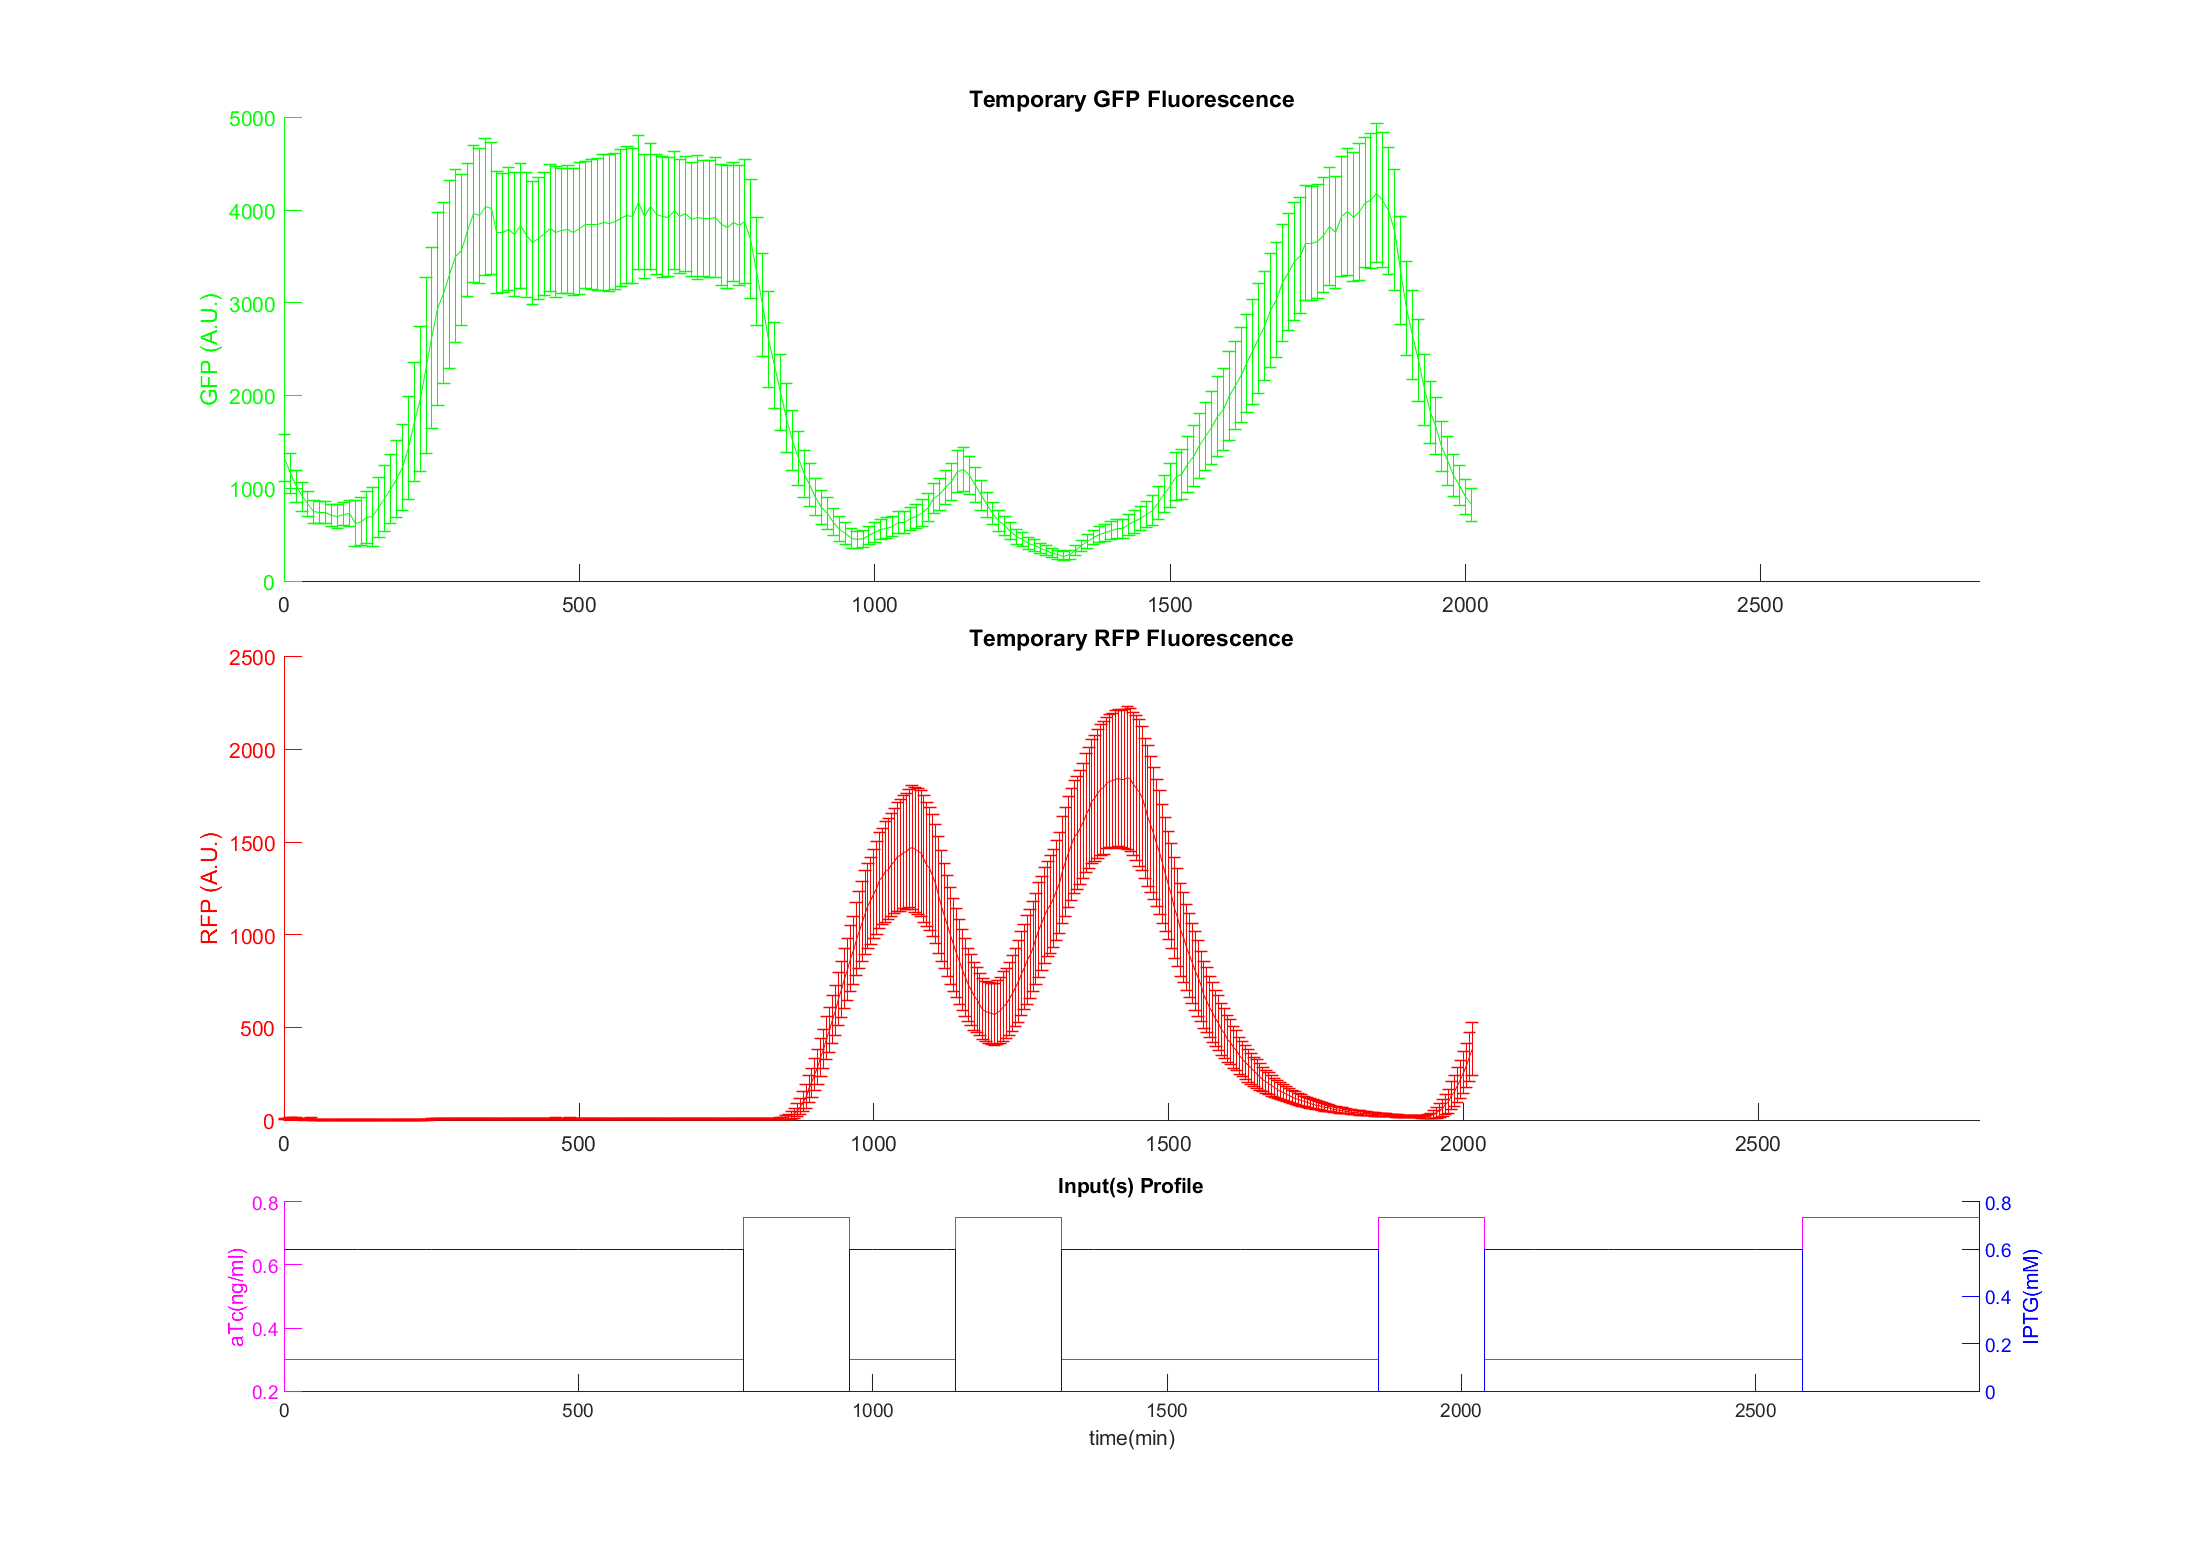 Temporary GFP Fluorescence
5000
4000
3000
2000
1000
0
GFP (A.U.)
0 500 1000 1500 2000 2500
Temporary RFP Fluorescence
2500
2000
1500
1000
500
0
RFP (A.U.)
0 500 1000 1500 2000 2500
Input(s) Profile
0.8 0.8
0.6 0.6
0.4 0.4
0.2
0.2 0
aTc(ng/ml)
IPTG(mM)
0 500 1000 1500 2000 2500
time(min)